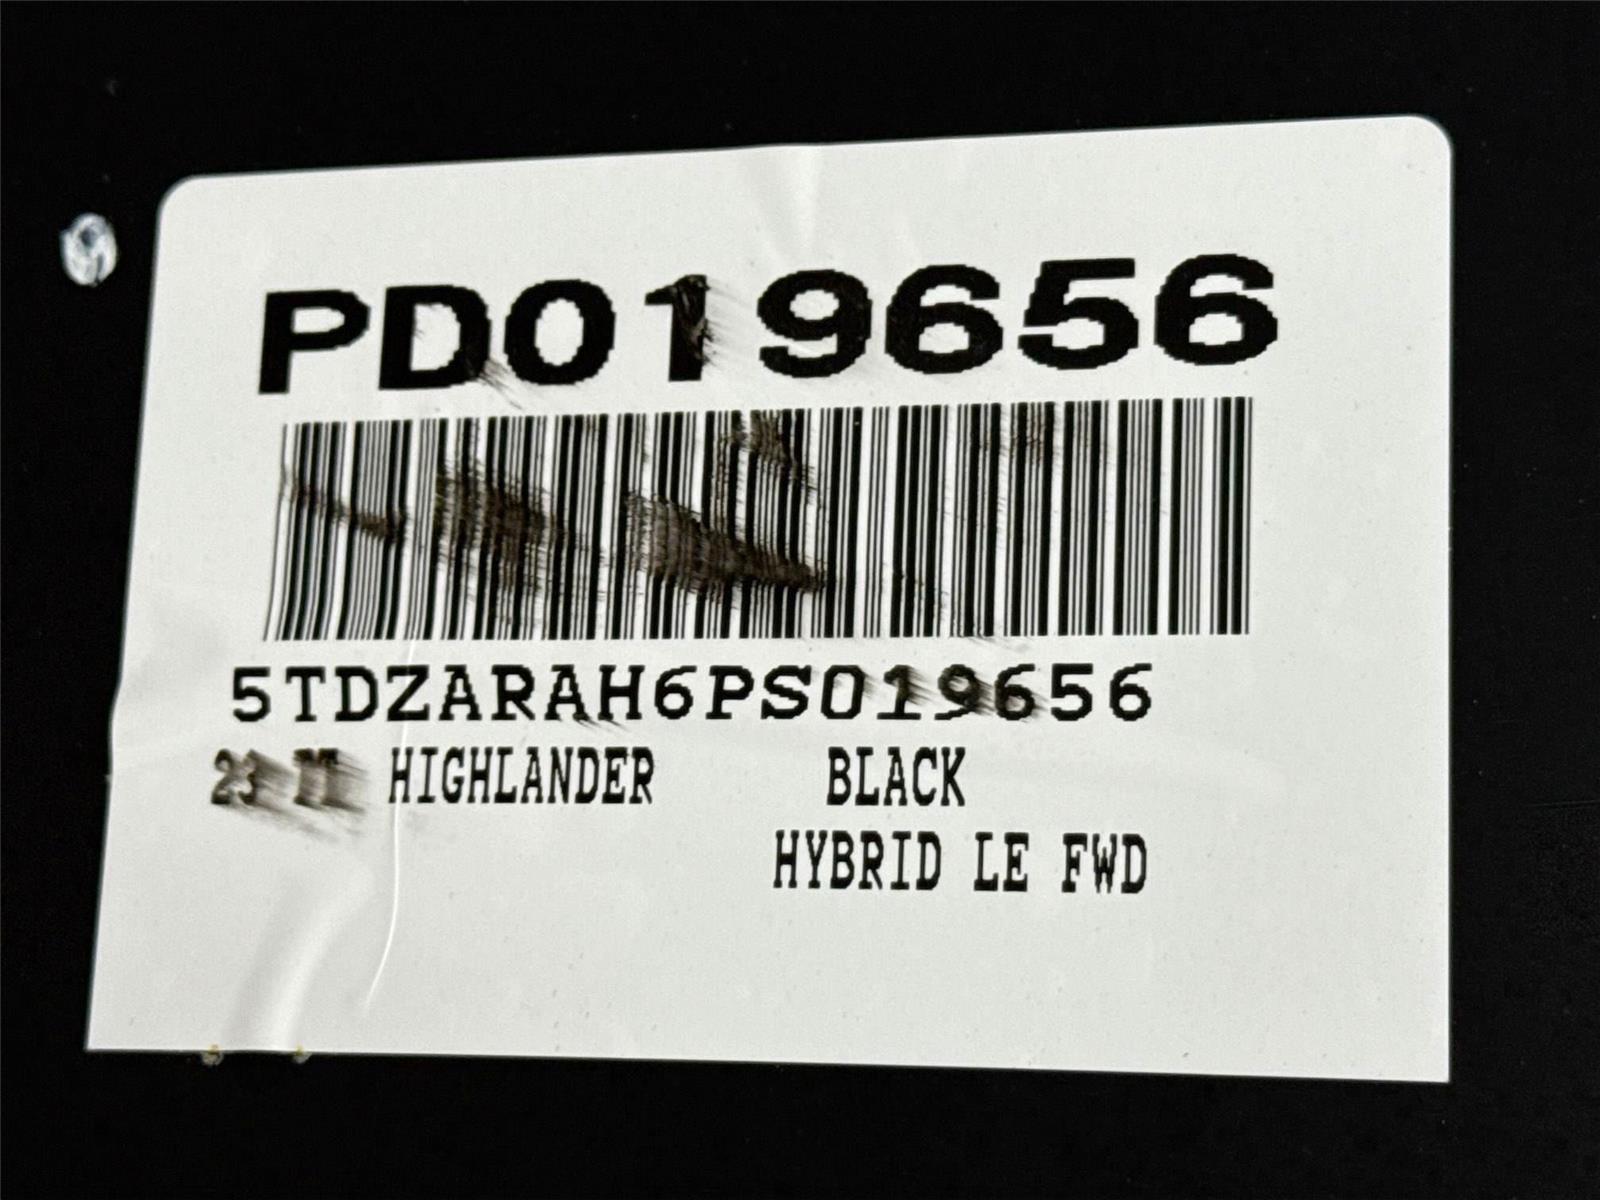 PD019656
5TDZARAH6PS019656
23 HIGHLANDER BLACK
HYBRID LE FWD